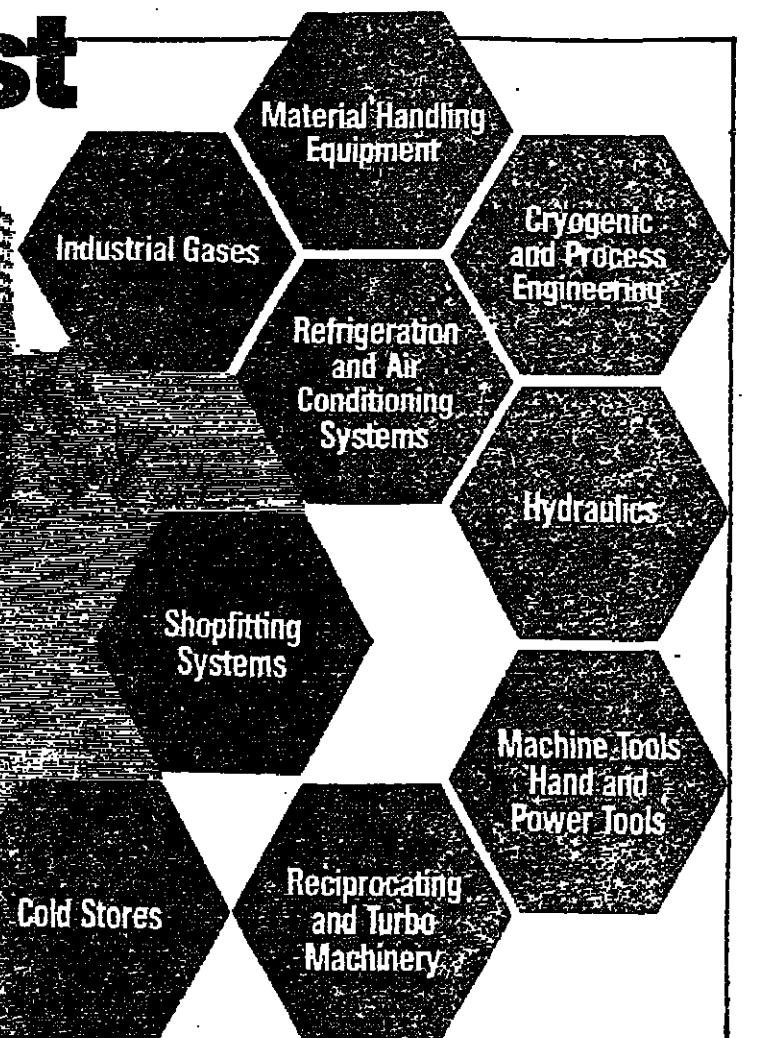 st
Material Handling
Equipment
Industrial Gases
Cryogenic
and Process
Engineering
Refrigeration
and Air
Conditioning
Systems
Hydraulics
Shopfitting
Systems
Machine Tools
Hand and
Power Tools
Cold Stores
Reciprocating
and Turbo
Machinery